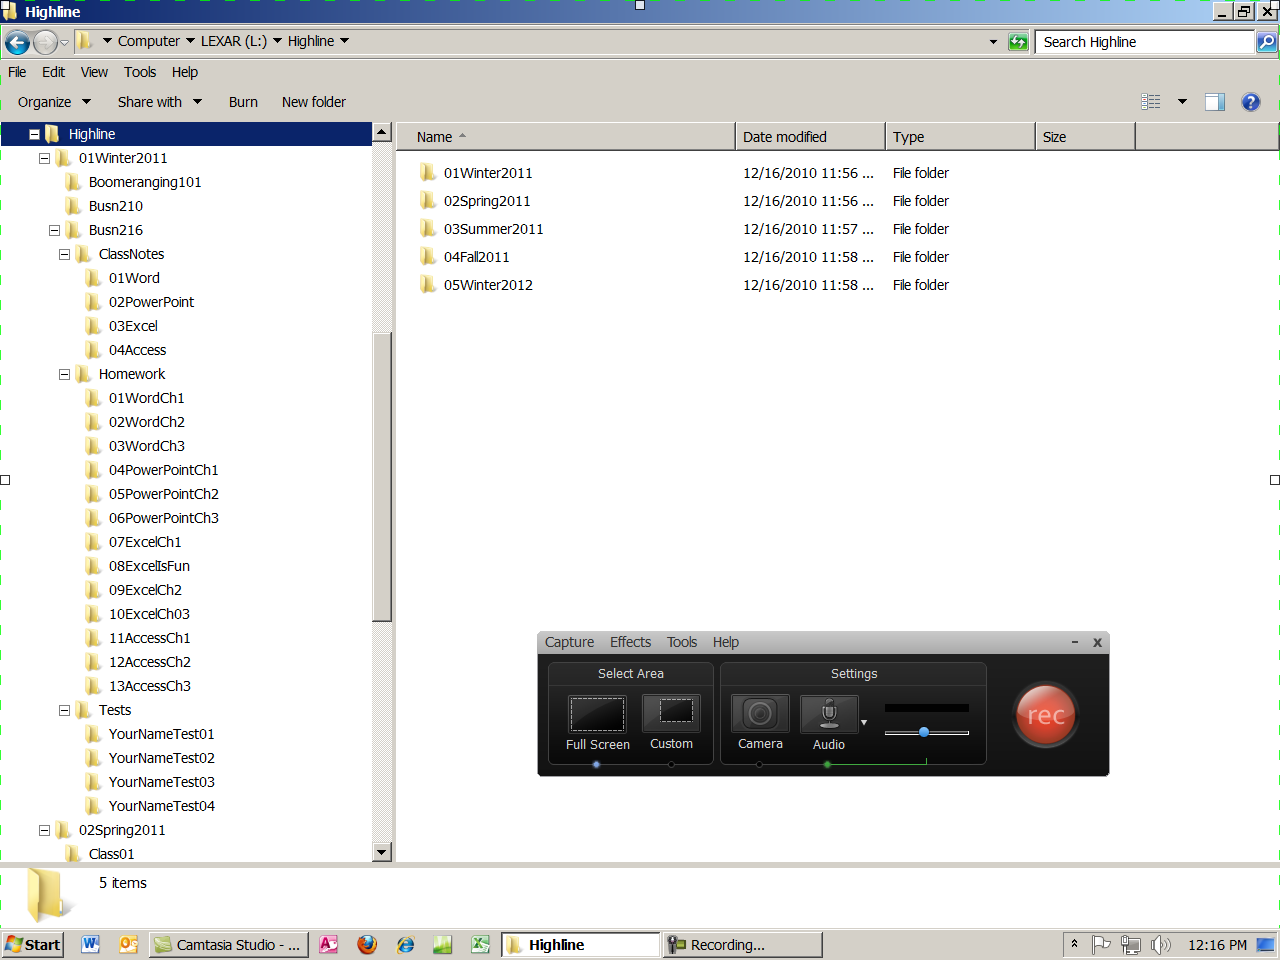 Highline
Computer LEXAR (L:) Highline
Search Highline
File Edit View Tools Help
Organize Share with Burn New folder
Name Date modified Type Size
Highline
01Winter2011
Boomeranging101
Busn210
Busn216
ClassNotes
01Word
02PowerPoint
03Excel
04Access
Homework
01WordCh1
02WordCh2
03WordCh3
04PowerPointCh1
05PowerPointCh2
06PowerPointCh3
07ExcelCh1
08ExcelIsFun
09ExcelCh2
10ExcelCh03
11AccessCh1
12AccessCh2
13AccessCh3
Tests
YourNameTest01
YourNameTest02
YourNameTest03
YourNameTest04
02Spring2011
Class01
01Winter2011 12/16/2010 11:56 ... File folder
02Spring2011 12/16/2010 11:56 ... File folder
03Summer2011 12/16/2010 11:57 ... File folder
04Fall2011 12/16/2010 11:58 ... File folder
05Winter2012 12/16/2010 11:58 ... File folder
Capture Effects Tools Help
Select Area Settings
Full Screen Custom Camera Audio
rec
5 items
Start Camtasia Studio - ... Highline Recording... 12:16 PM